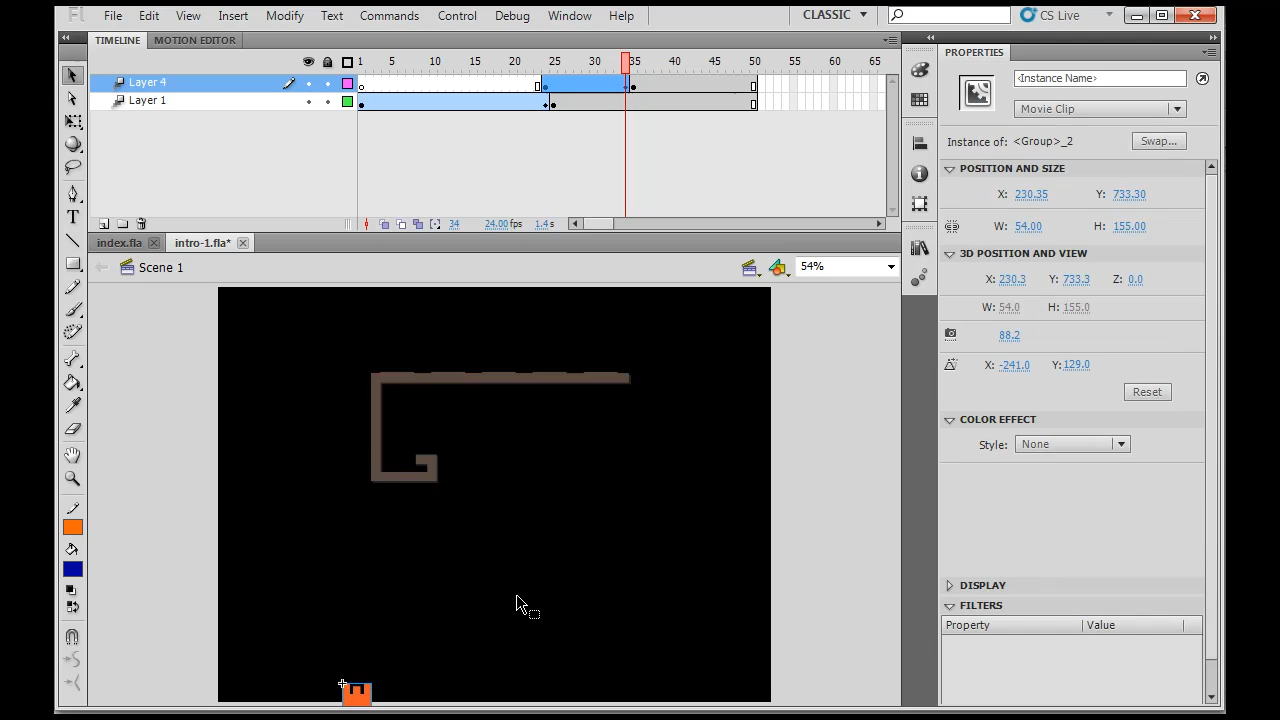 Fl File Edit View Insert Modify Text Commands Control Debug Window Help CLASSIC CS Live
TIMELINE MOTION EDITOR
1 5 10 15 20 25 30 35 40 45 50 55 60 65
Layer 4
Layer 1
34 24.00 fps 1.4 s
index.fla intro-1.fla*
Scene 1 54%
PROPERTIES
<Instance Name>
Movie Clip
Instance of: <Group>_2 Swap...
POSITION AND SIZE
X: 230.35 Y: 733.30
W: 54.00 H: 155.00
3D POSITION AND VIEW
X: 230.3 Y: 733.3 Z: 0.0
W: 54.0 H: 155.0
88.2
X: -241.0 Y: 129.0
Reset
COLOR EFFECT
Style: None
DISPLAY
FILTERS
Property Value